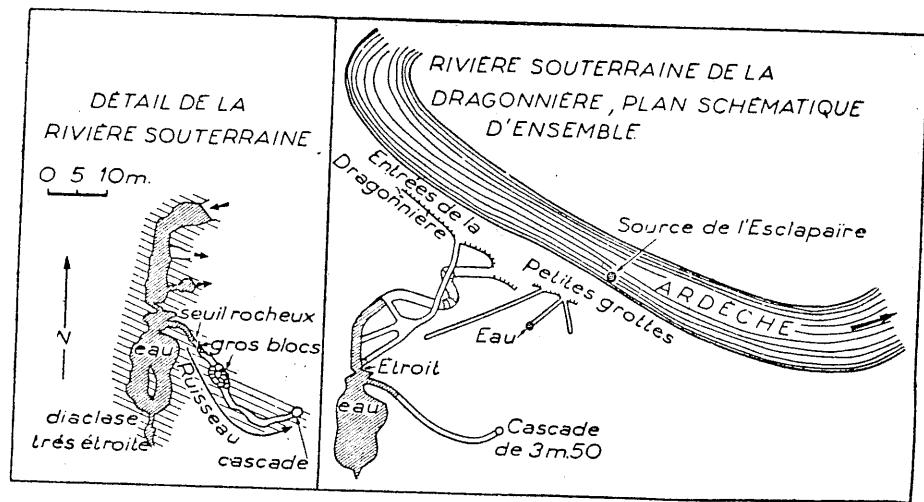 DÉTAIL DE LA
RIVIÈRE SOUTERRAINE
0 5 10m.
N
seuil rocheux
gros blocs
eau
Ruisseau
diaclase
très étroite
cascade
RIVIÈRE SOUTERRAINE DE LA
DRAGONNIÈRE, PLAN SCHÉMATIQUE
D'ENSEMBLE
Entrées de la
Dragonnière
Source de l'Esclapaire
Petites grottes
ARDÈCHE
Eau
Etroit
eau
Cascade
de 3m.50